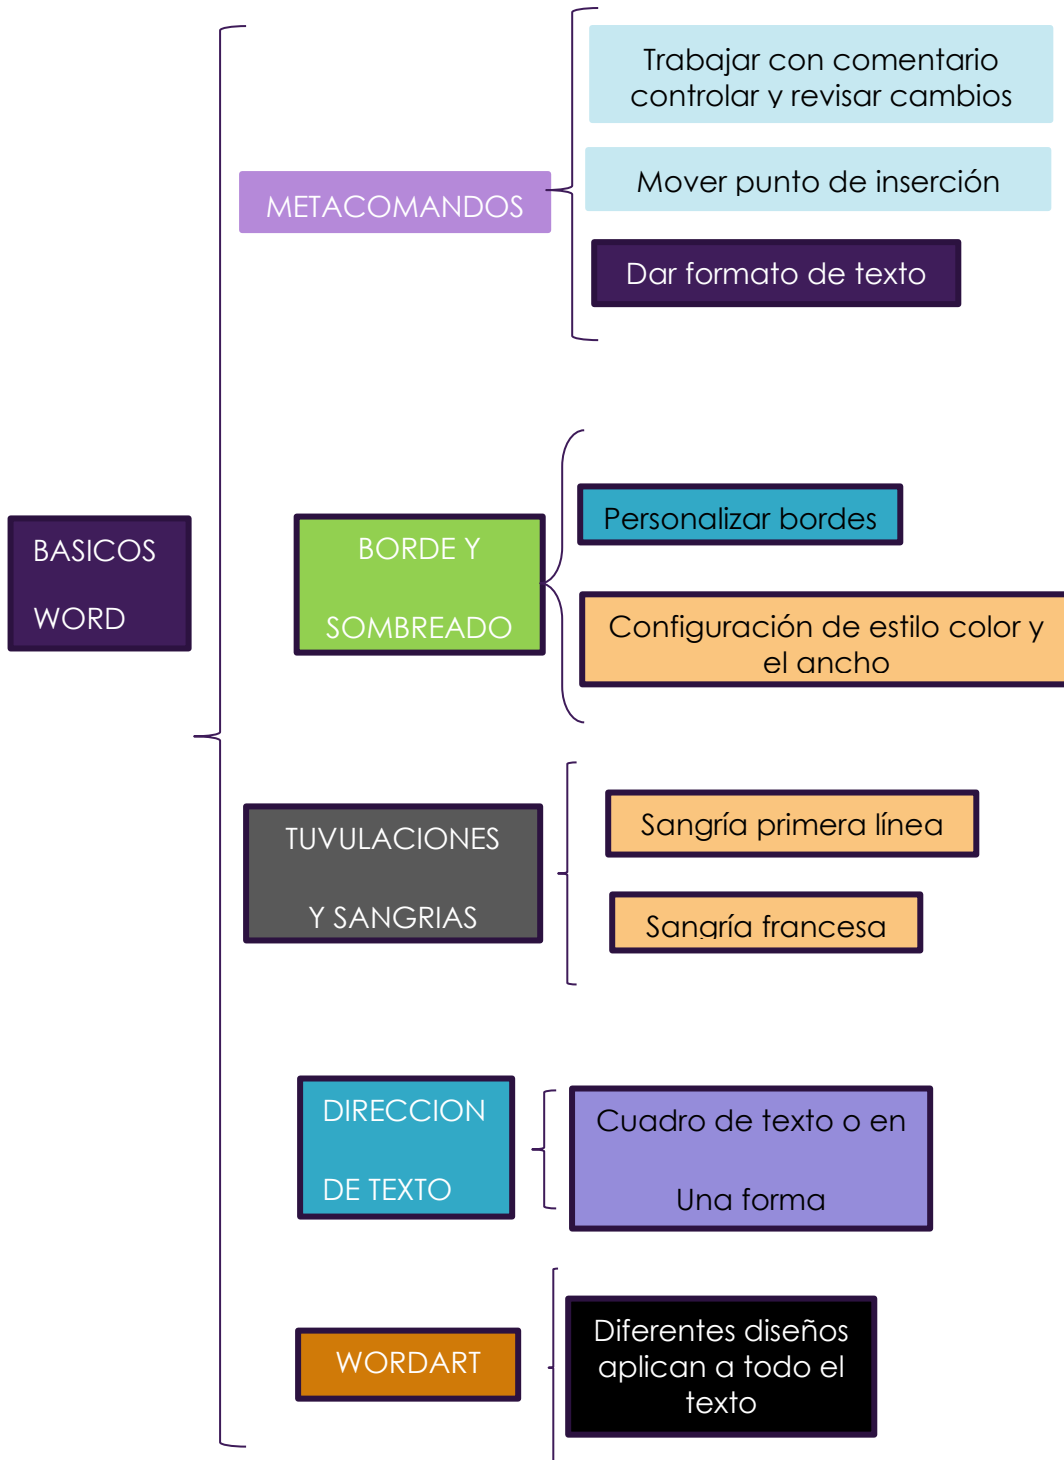 BASICOS
WORD
METACOMANDOS
Trabajar con comentario
controlar y revisar cambios
Mover punto de inserción
Dar formato de texto
BORDE Y
SOMBREADO
Personalizar bordes
Configuración de estilo color y
el ancho
TUVULACIONES
Y SANGRIAS
Sangría primera línea
Sangría francesa
DIRECCION
DE TEXTO
Cuadro de texto o en
Una forma
WORDART
Diferentes diseños
aplican a todo el
texto